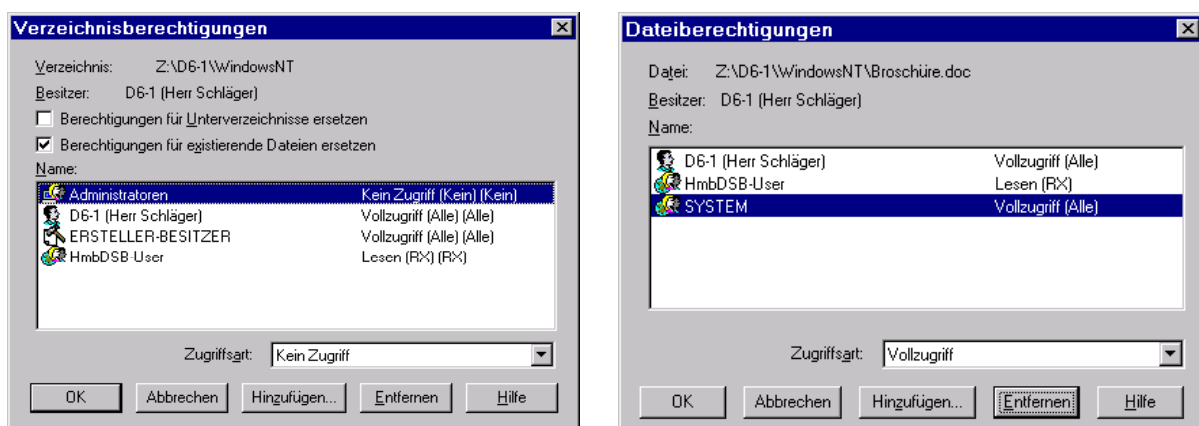 Verzeichnisberechtigungen
Verzeichnis: Z:\D6-1\WindowsNT
Besitzer: D6-1 (Herr Schläger)
Berechtigungen für Unterverzeichnisse ersetzen
Berechtigungen für existierende Dateien ersetzen
Name:
Administratoren Kein Zugriff (Kein) (Kein)
D6-1 (Herr Schläger) Vollzugriff (Alle) (Alle)
ERSTELLER-BESITZER Vollzugriff (Alle) (Alle)
HmbDSB-User Lesen (RX) (RX)
Zugriffsart: Kein Zugriff
OK Abbrechen Hinzufügen... Entfernen Hilfe
Dateiberechtigungen
Datei: Z:\D6-1\WindowsNT\Broschüre.doc
Besitzer: D6-1 (Herr Schläger)
Name:
D6-1 (Herr Schläger) Vollzugriff (Alle)
HmbDSB-User Lesen (RX)
SYSTEM Vollzugriff (Alle)
Zugriffsart: Vollzugriff
OK Abbrechen Hinzufügen... Entfernen Hilfe